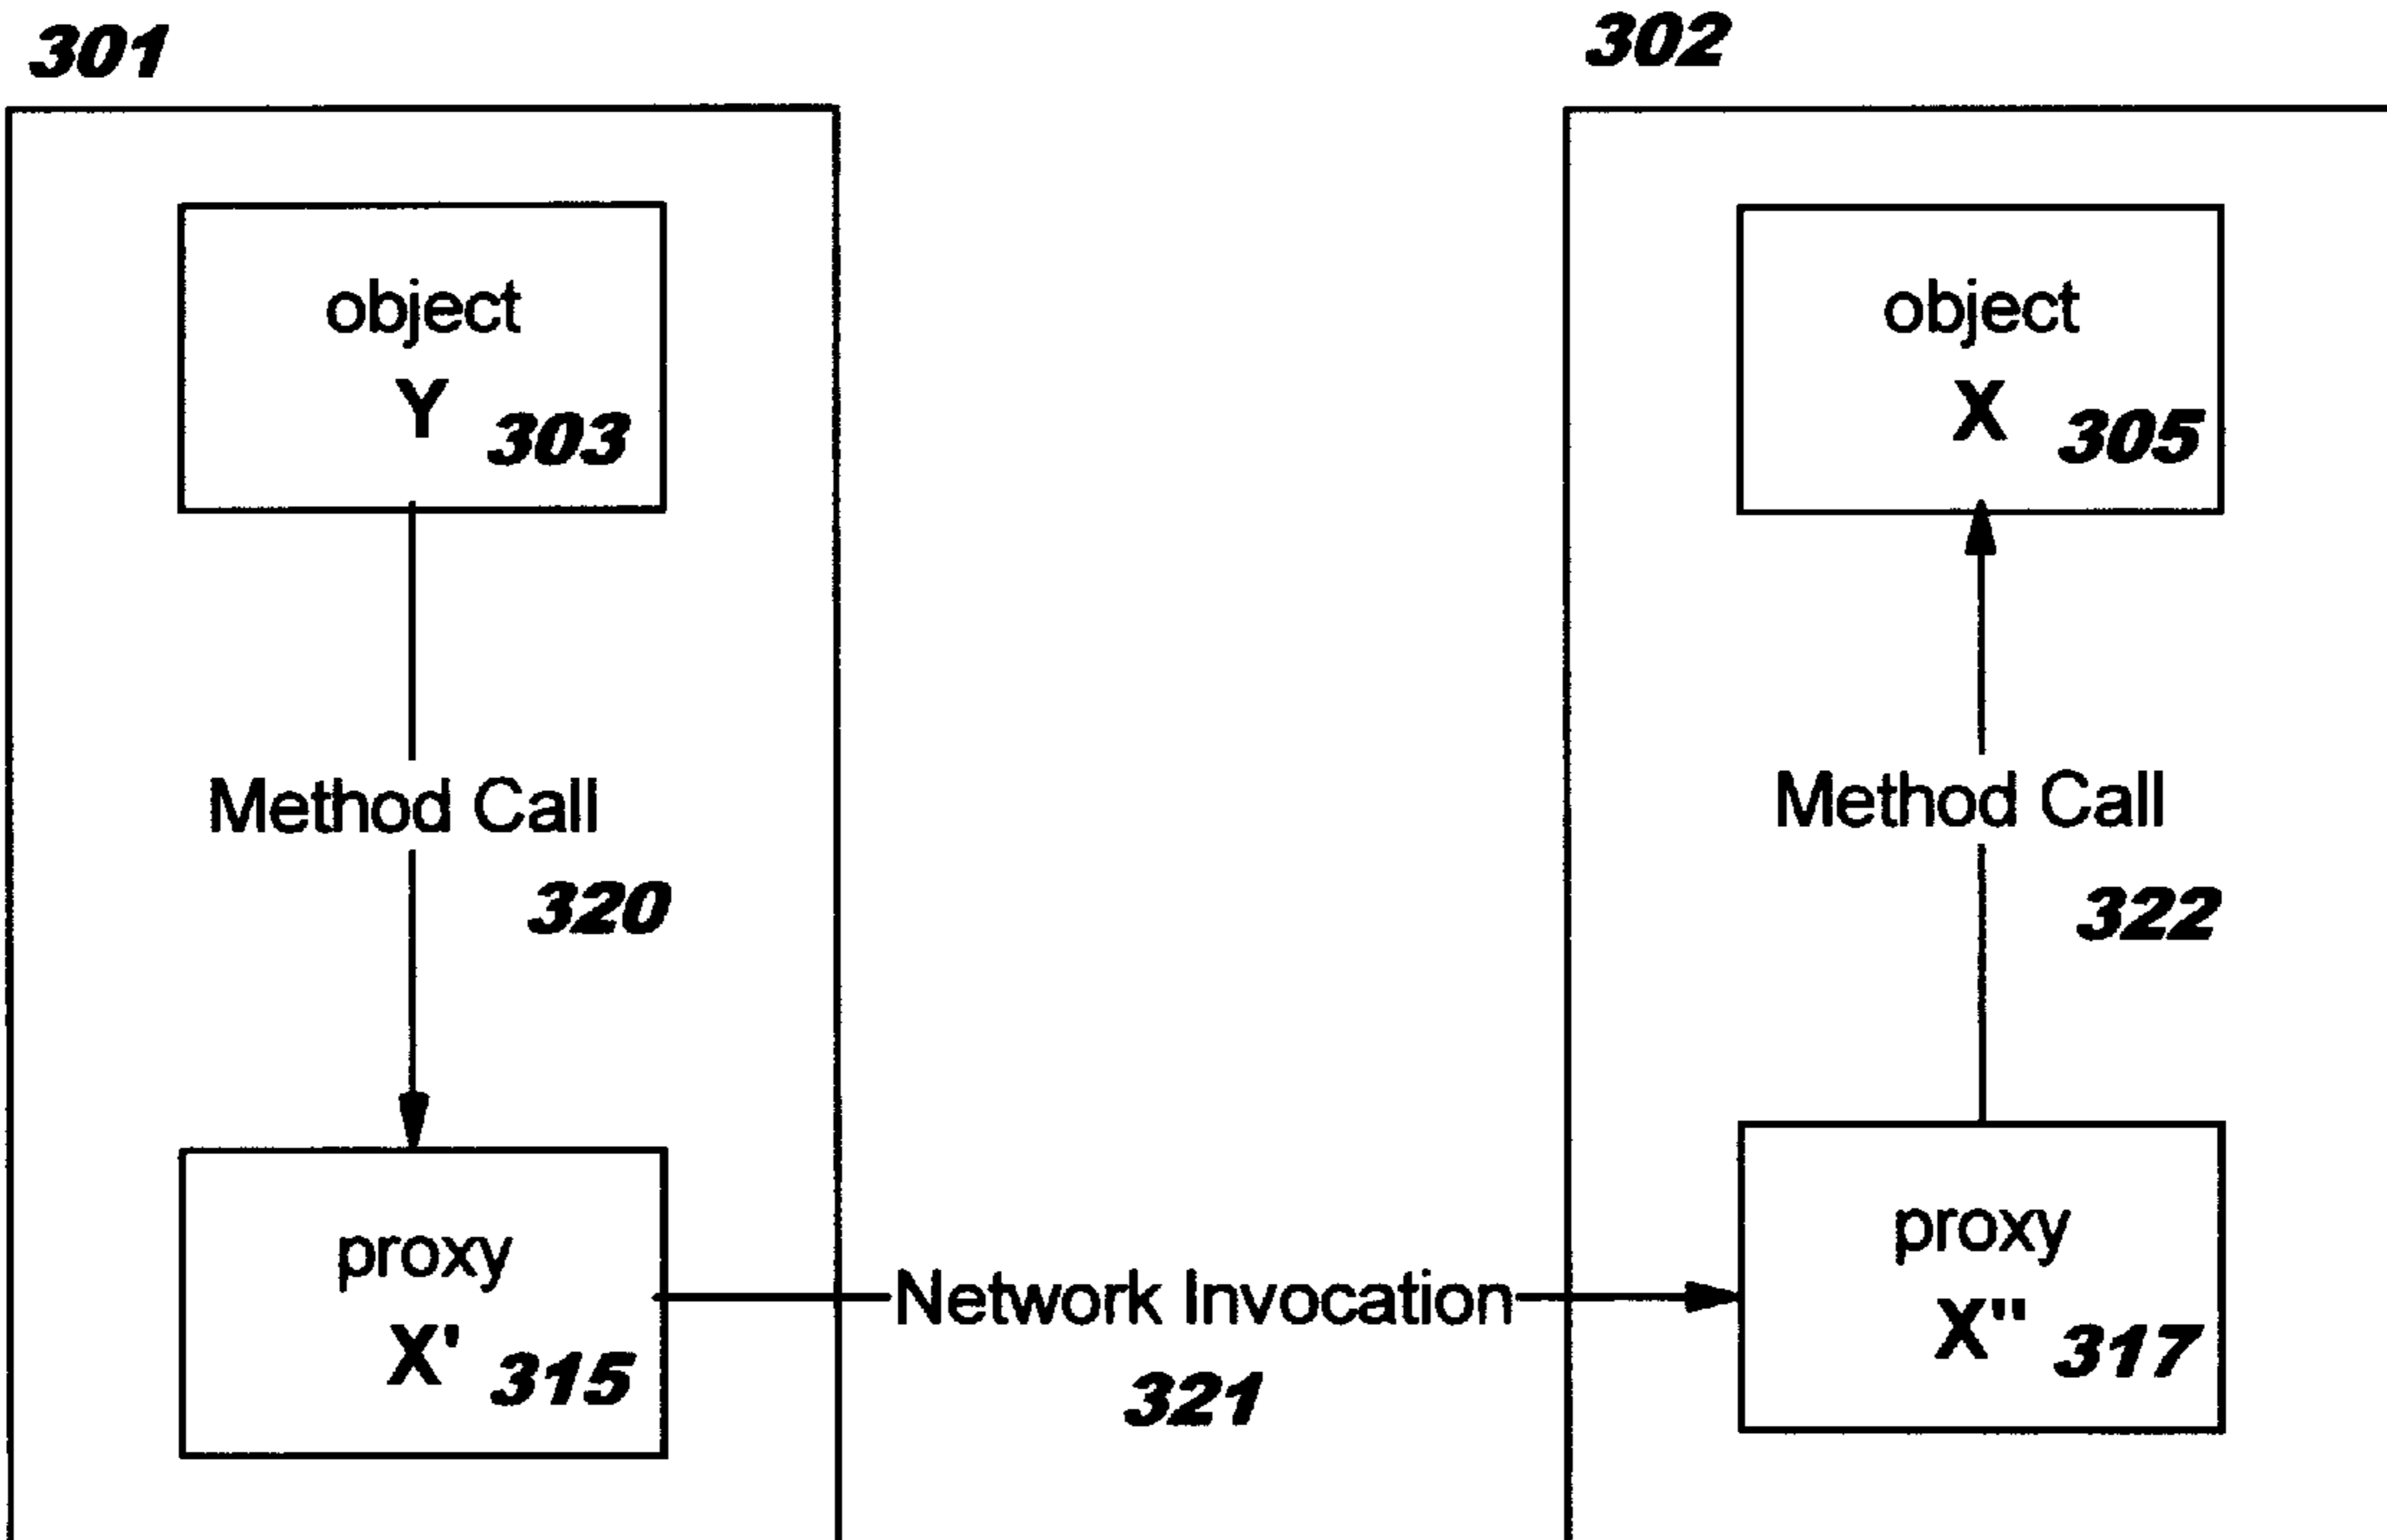 301
302
object
Y 303
object
X 305
Method Call
320
Method Call
322
proxy
X' 315
Network Invocation
321
proxy
X" 317